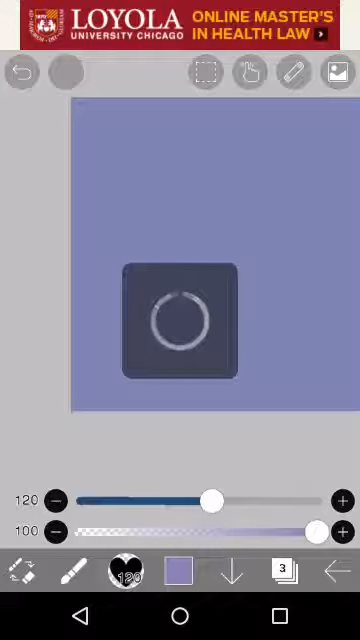 LOYOLA
UNIVERSITY CHICAGO
ONLINE MASTER'S
IN HEALTH LAW
120
100
120
3